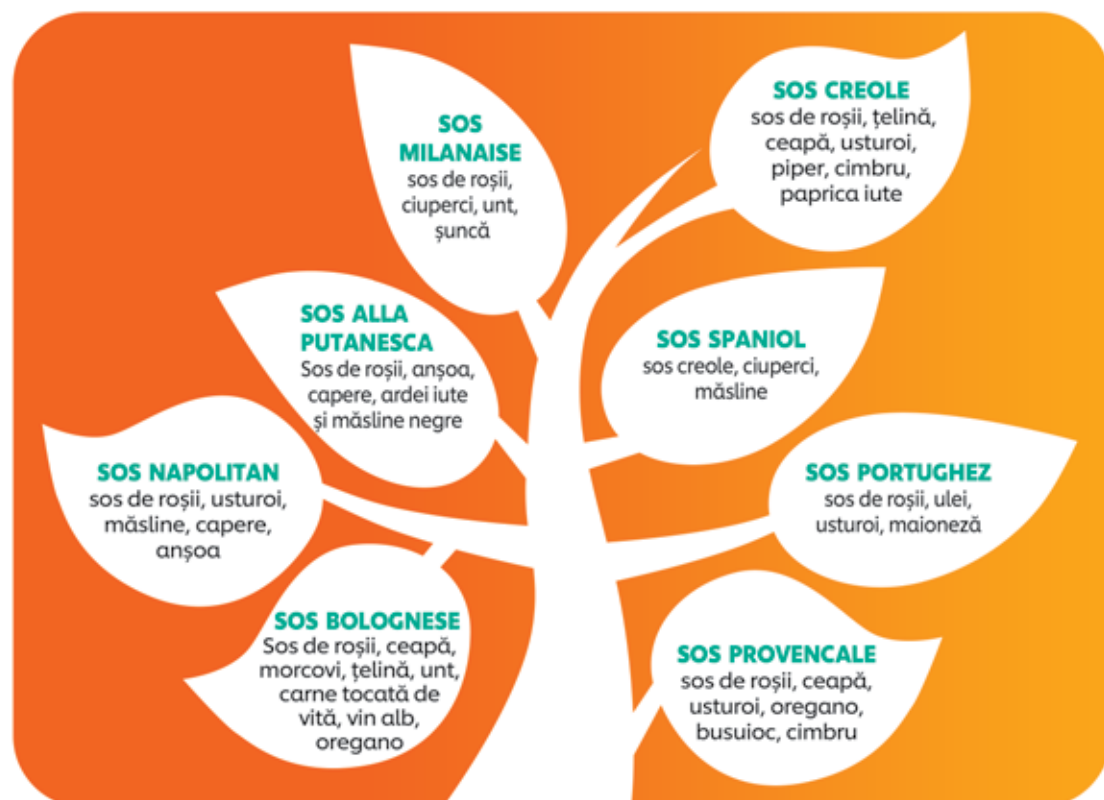 SOS
MILANAISE
sos de roșii,
ciuperci, unt,
șuncă
SOS CREOLE
sos de roșii, țelină,
ceapă, usturoi,
piper, cimbru,
paprica iute
SOS ALLA
PUTANESCA
Sos de roșii, anșoa,
capere, ardei iute
și măsline negre
SOS SPANIOL
sos creole, ciuperci,
măsline
SOS NAPOLITAN
sos de roșii, usturoi,
măsline, capere,
anșoa
SOS PORTUGHEZ
sos de roșii, ulei,
usturoi, maioneză
SOS BOLOGNESE
Sos de roșii, ceapă,
morcovi, țelină, unt,
carne tocată de
vită, vin alb,
oregano
SOS PROVENCALE
sos de roșii, ceapă,
usturoi, oregano,
busuioc, cimbru